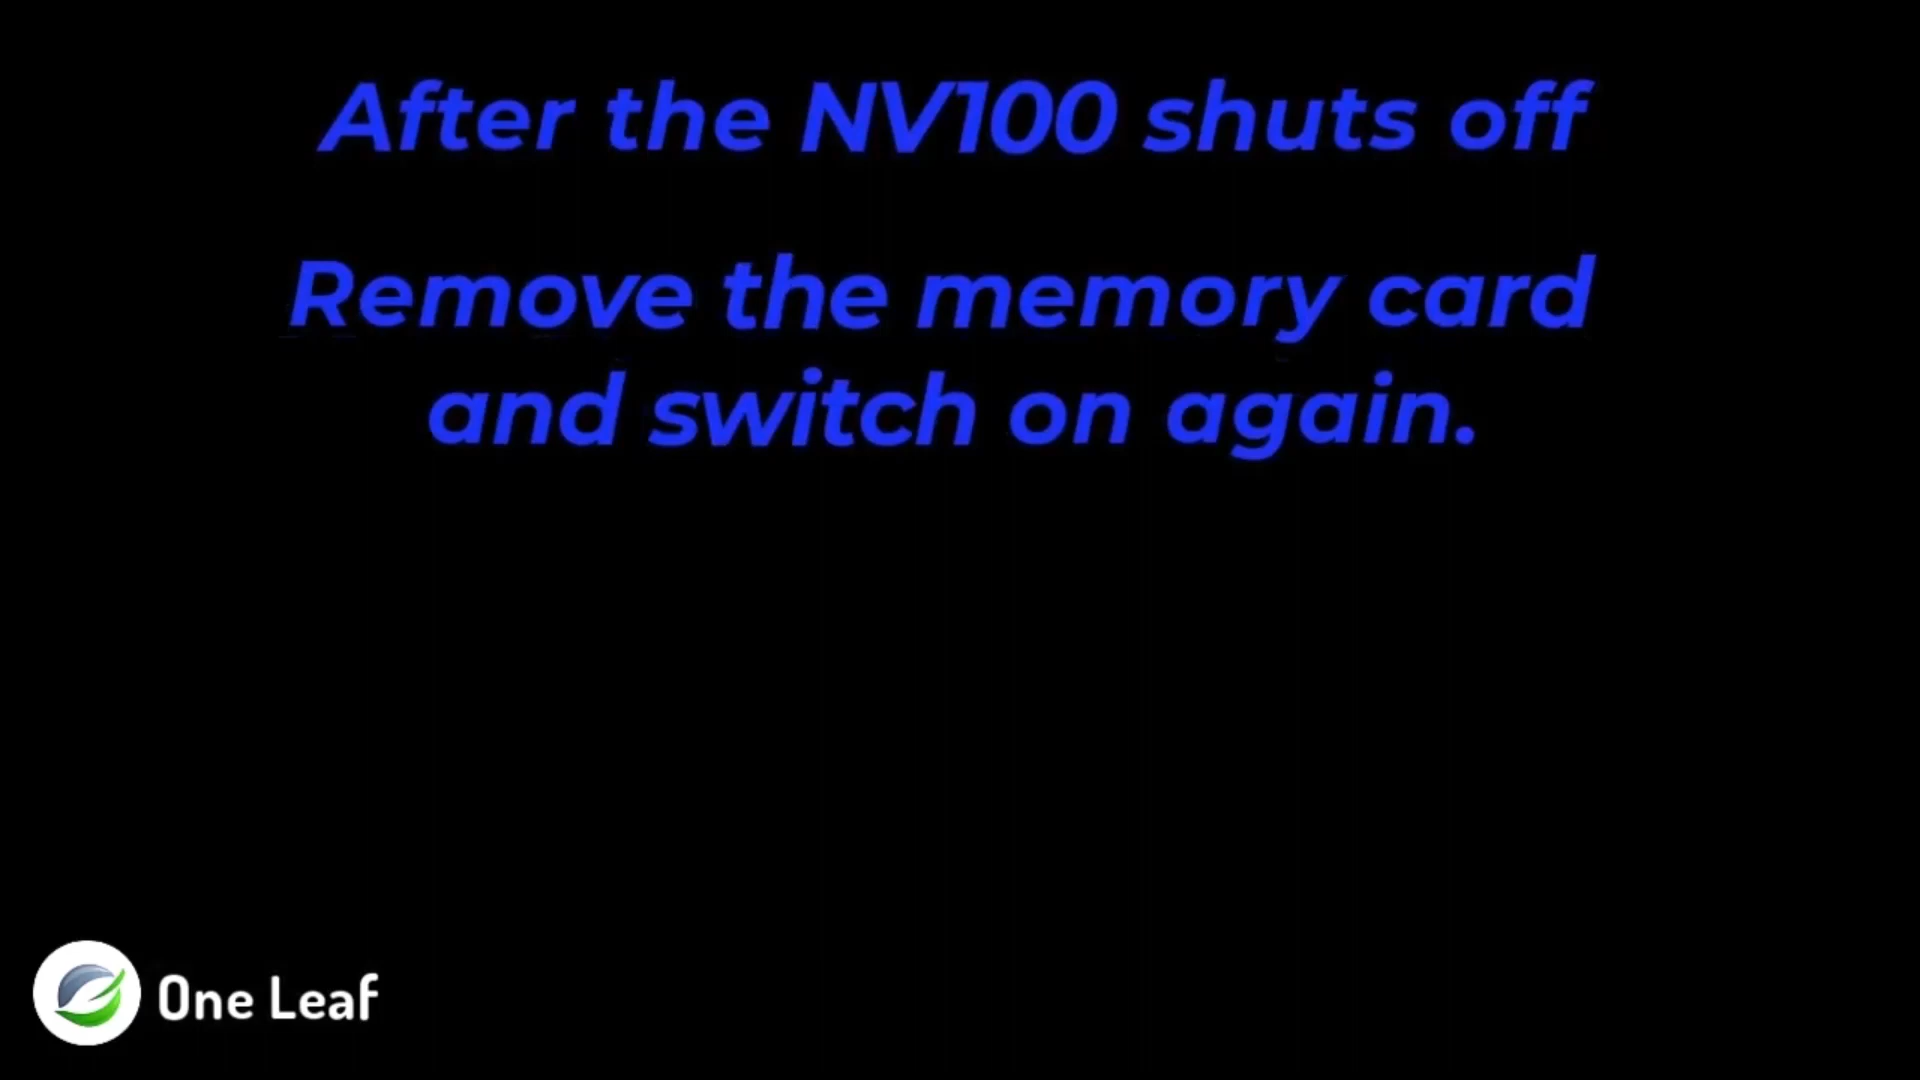 After the NV100 shuts off
Remove the memory card
and switch on again.
One Leaf